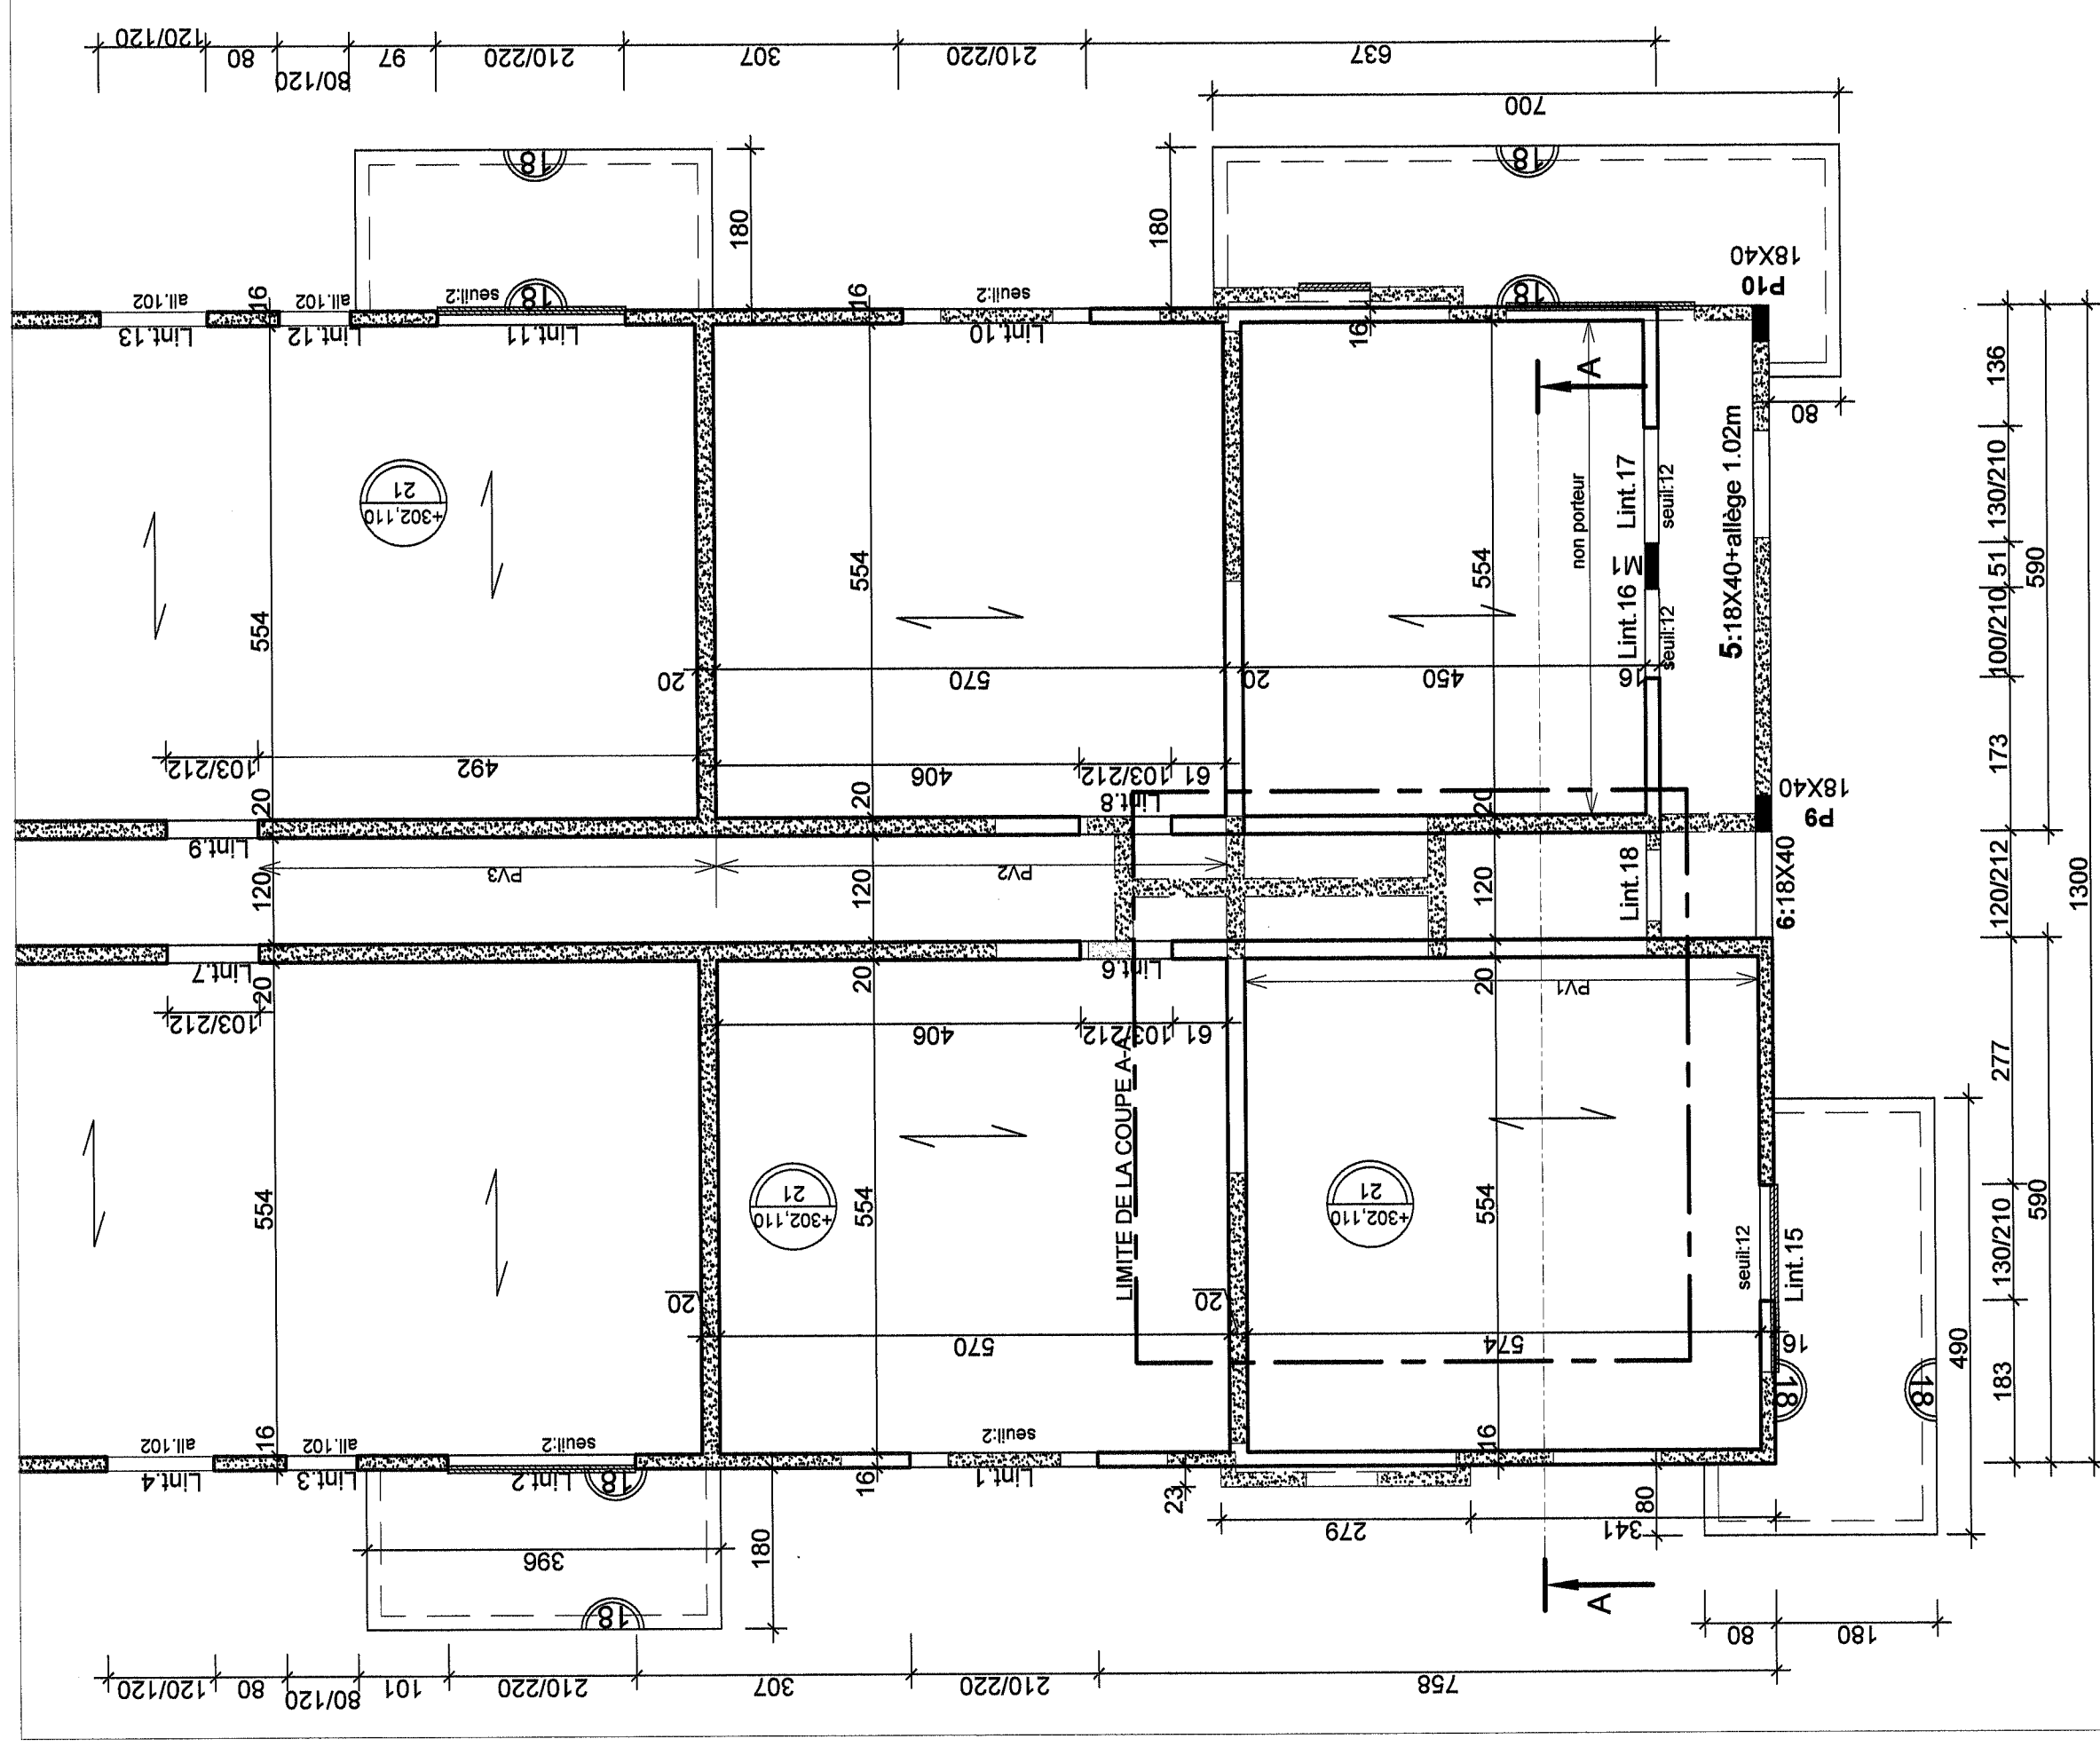 120/120
80
80/120
97
210/220
307
210/220
637
700
18
18
180
180
Lint.13
all.102
16
Lint.12
all.102
Lint.11
seuil:2
18
16
Lint.10
seuil:2
18
16
P10
18X40
80
A
21
+302,110
554
554
554
non porteur
Lint.16
M1
Lint.17
seuil:12
seuil:12
5:18X40+allège 1.02m
20
570
20
450
16
103/212
492
406
103/212
61
20
20
20
Lint.9
Lint.8
P9
18X40
PV3
PV2
120
120
120
Lint.18
6:18X40
Lint.7
20
Lint.6
20
20
PV1
103/212
406
103/212
61
LIMITE DE LA COUPE A-A
554
554
554
21
+302,110
21
+302,110
20
20
570
574
16
seuil:12
Lint.15
18
18
Lint.4
all.102
16
Lint.3
all.102
Lint.2
seuil:2
18
16
Lint.1
seuil:2
16
23
279
341
80
396
180
18
A
80
180
490
120/120
80
80/120
101
210/220
307
210/220
758
136
130/210
51
100/210
173
120/212
277
130/210
183
590
590
1300